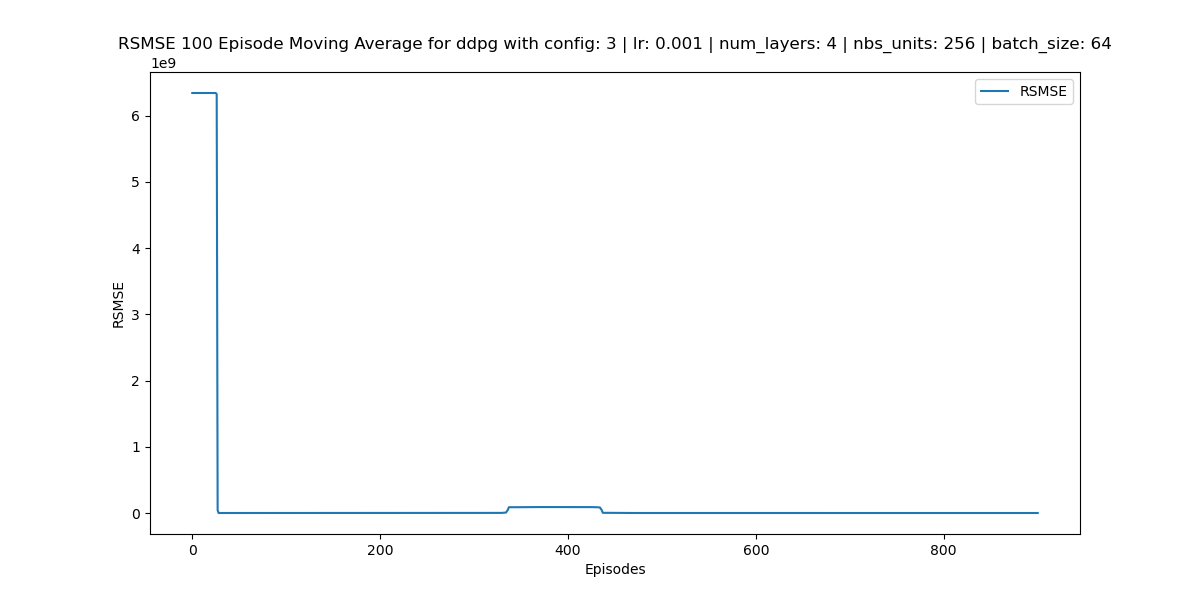 RSMSE 100 Episode Moving Average for ddpg with config: 3 | lr: 0.001 | num_layers: 4 | nbs_units: 256 | batch_size: 64
1e9
RSMSE
6
5
4
3
2
1
0
RSMSE
0 200 400 600 800
Episodes